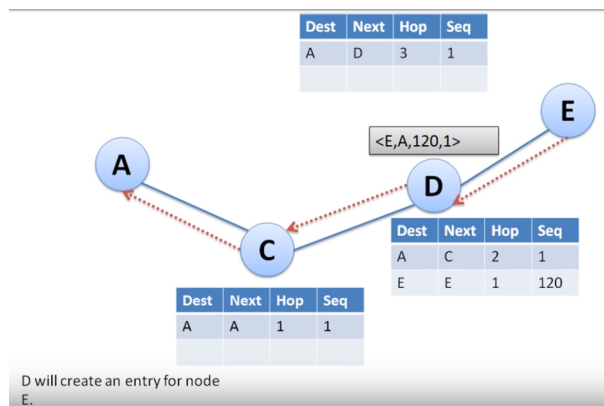 Dest Next Hop Seq
A D 3 1
E
<E,A,120,1>
A
D
Dest Next Hop Seq
A C 2 1
E E 1 120
C
Dest Next Hop Seq
A A 1 1
D will create an entry for node
E.